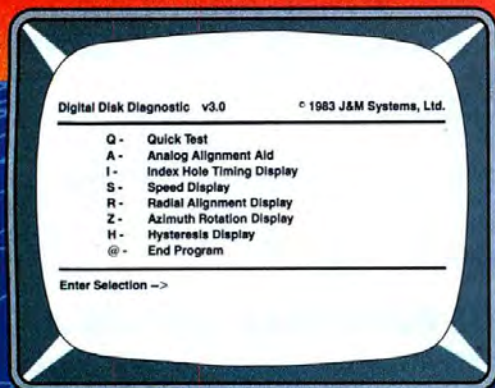 Digital Disk Diagnostic v3.0 © 1983 J&M Systems, Ltd.
Q - Quick Test
A - Analog Alignment Aid
I - Index Hole Timing Display
S - Speed Display
R - Radial Alignment Display
Z - Azimuth Rotation Display
H - Hysteresis Display
@ - End Program
Enter Selection -->